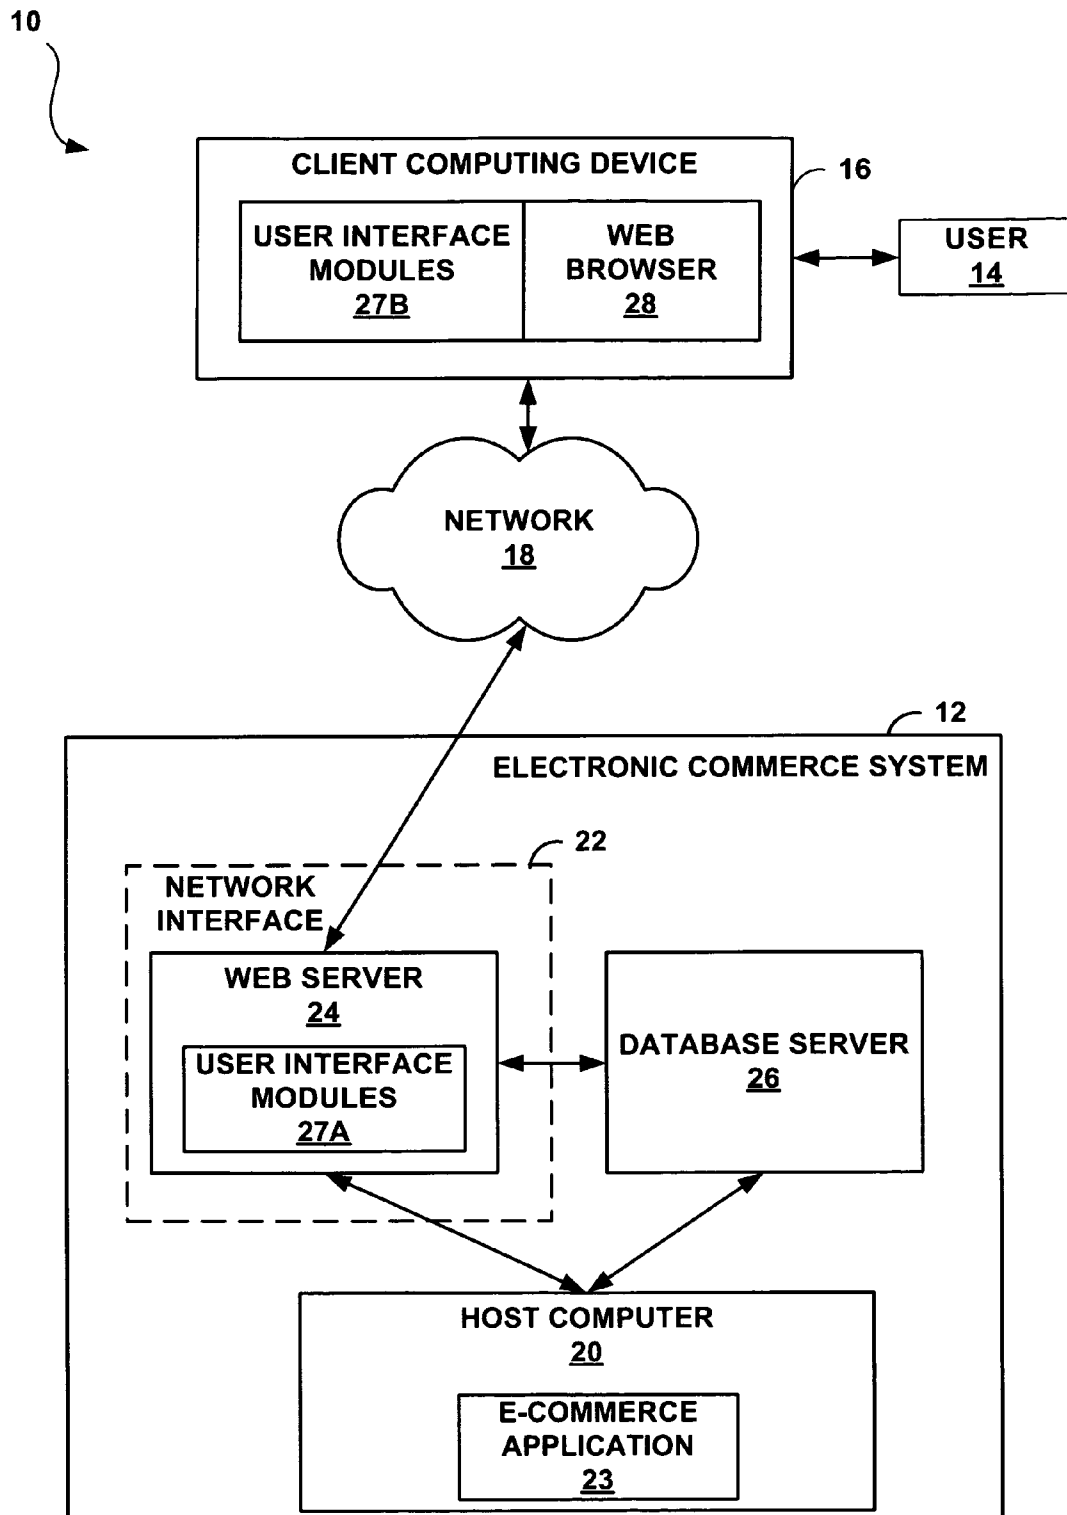 10
CLIENT COMPUTING DEVICE
16
USER INTERFACE
MODULES
27B
WEB
BROWSER
28
USER
14
NETWORK
18
12
ELECTRONIC COMMERCE SYSTEM
22
NETWORK
INTERFACE
WEB SERVER
24
USER INTERFACE
MODULES
27A
DATABASE SERVER
26
HOST COMPUTER
20
E-COMMERCE
APPLICATION
23